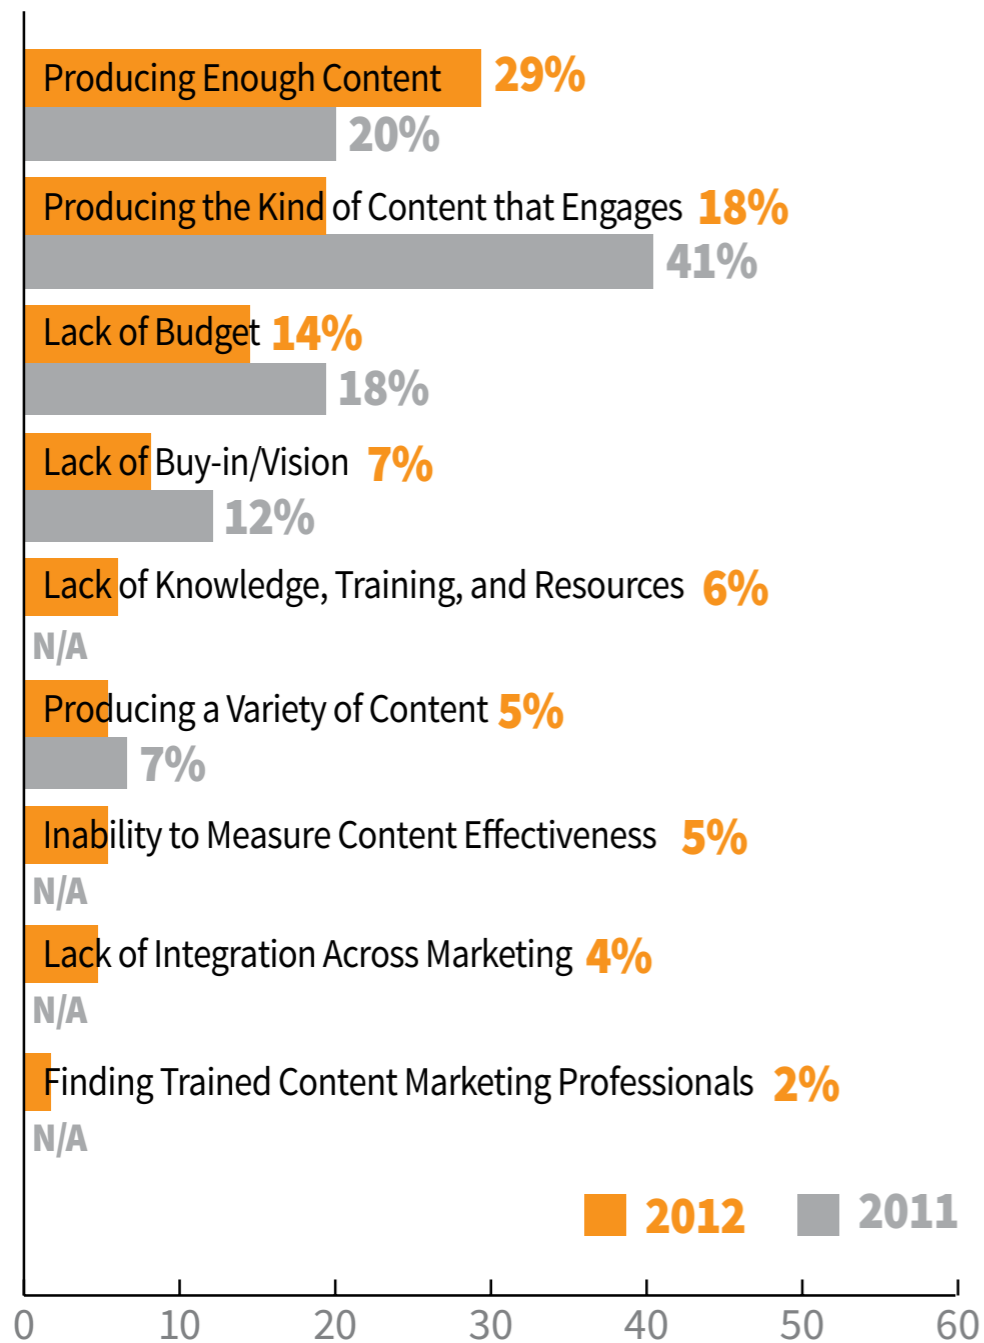 Producing Enough Content 29%
20%
Producing the Kind of Content that Engages 18%
41%
Lack of Budget 14%
18%
Lack of Buy-in/Vision 7%
12%
Lack of Knowledge, Training, and Resources 6%
N/A
Producing a Variety of Content 5%
7%
Inability to Measure Content Effectiveness 5%
N/A
Lack of Integration Across Marketing 4%
N/A
Finding Trained Content Marketing Professionals 2%
N/A
2012 2011
0 10 20 30 40 50 60